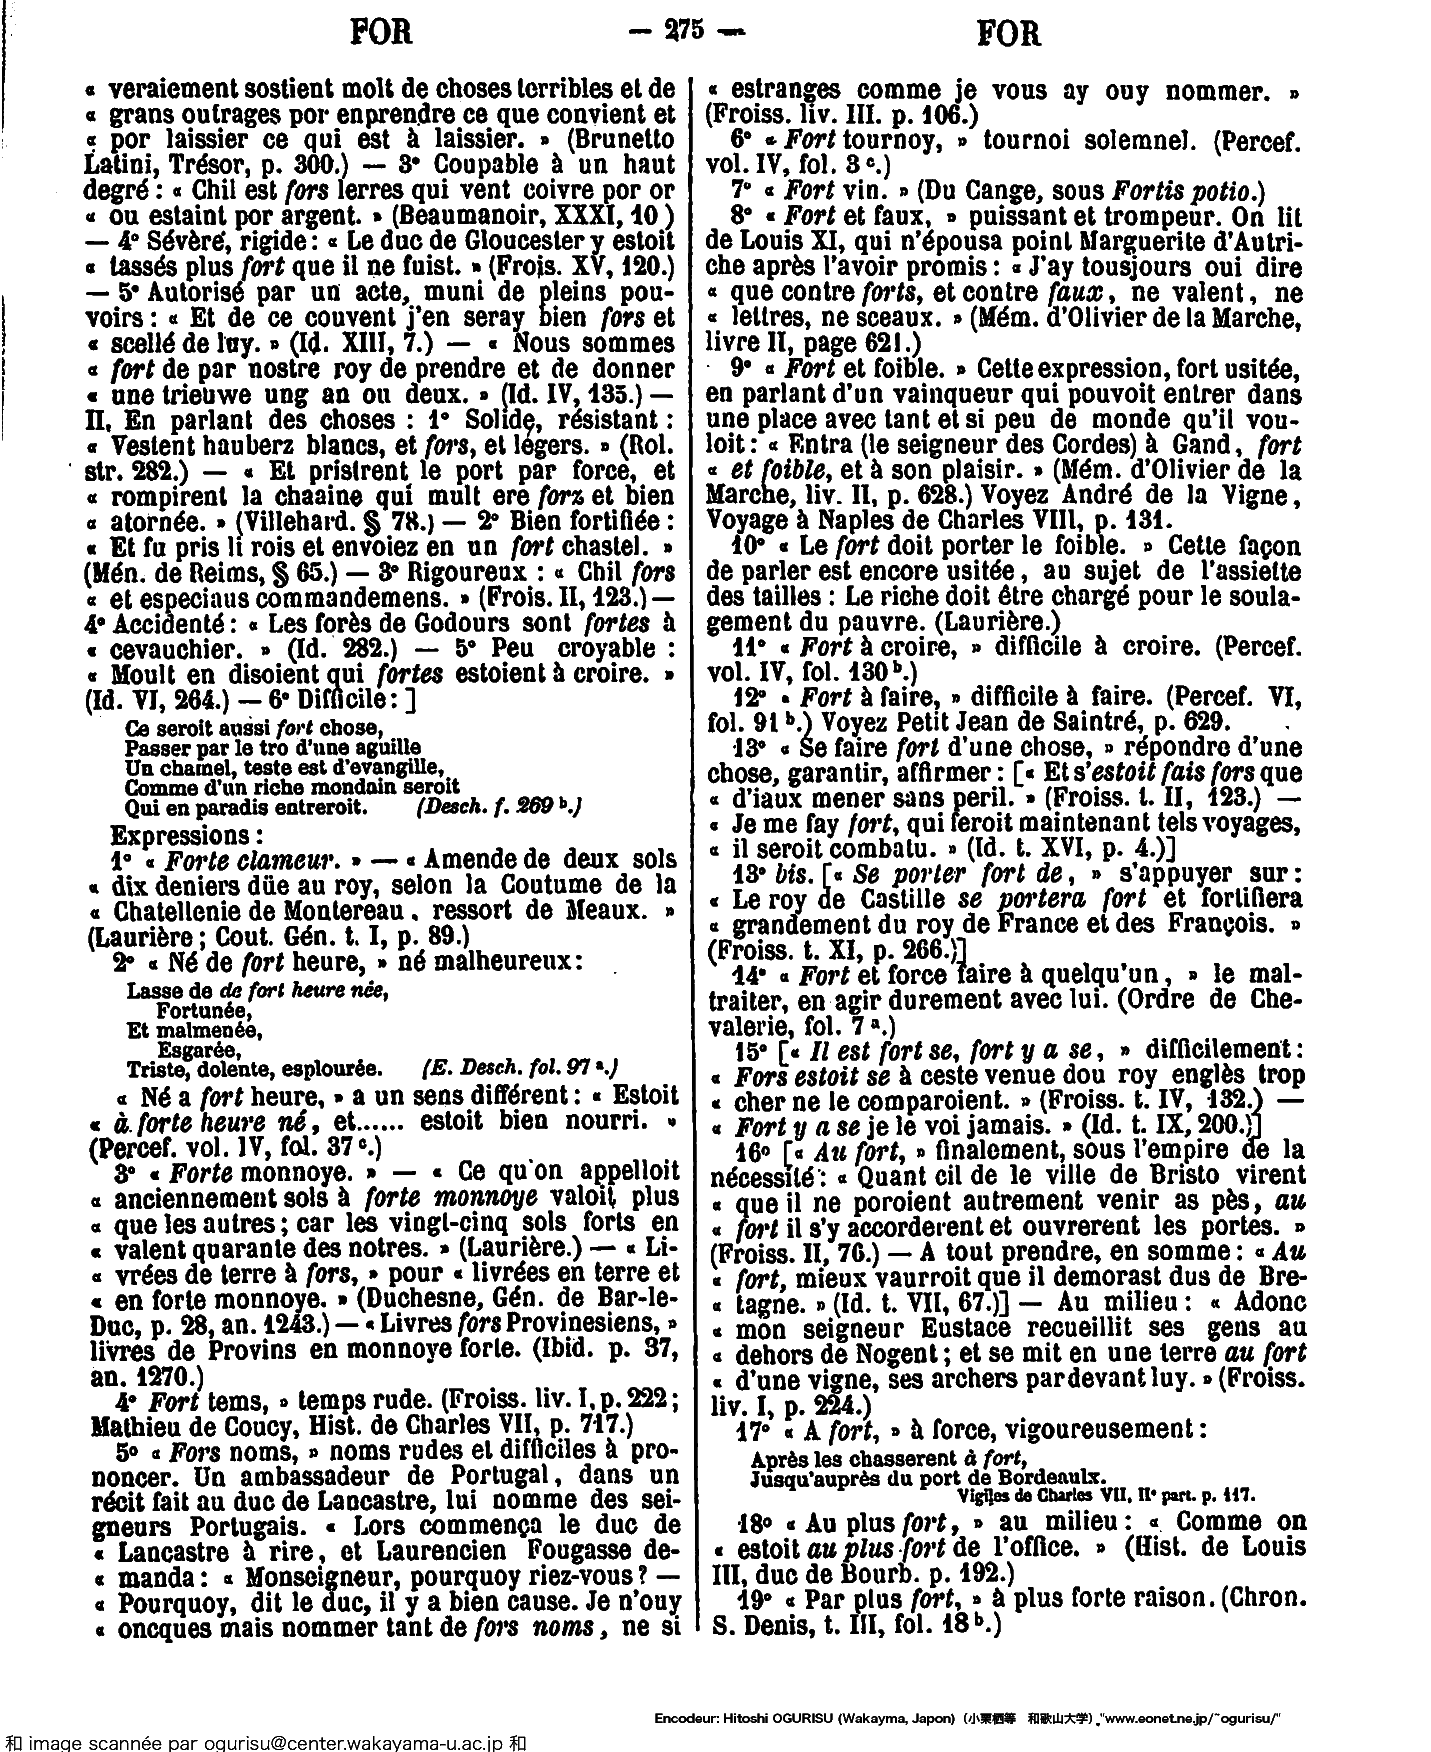 FOR — 275 — FOR
« veraiement sostient molt de choses terribles et de
« grans outrages por enprendre ce que convient et
« por laissier ce qui est à laissier. » (Brunetto
Latini, Trésor, p. 300.) — 3° Coupable à un haut
degré : « Chil est fors lerres qui vent coivre por or
« ou estaint por argent. » (Beaumanoir, XXXI, 10 )
— 4° Sévère, rigide : « Le duc de Gloucester y estoit
« tassés plus fort que il ne fuist. » (Frois. XV, 120.)
— 5° Autorisé par un acte, muni de pleins pou-
voirs : « Et de ce couvent j'en seray bien fors et
« scellé de luy. » (Id. XIII, 7.) — « Nous sommes
« fort de par nostre roy de prendre et de donner
« une trieuwe ung an ou deux. » (Id. IV, 135.) —
II. En parlant des choses : 1° Solide, résistant :
« Vestent hauberz blancs, et fors, et légers. » (Rol.
str. 282.) — « Et pristrent le port par force, et
« rompirent la chaaine qui mult ere forz et bien
« atornée. » (Villehard. § 78.) — 2° Bien fortifiée :
« Et fu pris li rois et envoiez en un fort chastel. »
(Mén. de Reims, § 65.) — 3° Rigoureux : « Chil fors
« et especiaus commandemens. » (Frois. II, 123.) —
4° Accidenté : « Les forès de Godours sont fortes à
« cevauchier. » (Id. 282.) — 5° Peu croyable :
« Moult en disoient qui fortes estoient à croire. »
(Id. VI, 264.) — 6° Difficile : ]
Ce seroit aussi fort chose,
Passer par le tro d'une aguille
Un chamel, teste est d'evangille,
Comme d'un riche mondain seroit
Qui en paradis entreroit. (Desch. f. 269 b.)
Expressions :
1° « Forte clameur. » — « Amende de deux sols
« dix deniers düe au roy, selon la Coutume de la
« Chatellenie de Montereau, ressort de Meaux. »
(Laurière ; Cout. Gén. t. I, p. 89.)
2° « Né de fort heure, » né malheureux :
Lasse de de fort heure née,
Fortunée,
Et malmenée,
Esgarée,
Triste, dolente, esplourée. (E. Desch. fol. 97 a.)
« Né a fort heure, » a un sens différent : « Estoit
« à forte heure né, et...... estoit bien nourri. »
(Percef. vol. IV, fol. 37 c.)
3° « Forte monnoye. » — « Ce qu'on appelloit
« anciennement sols à forte monnoye valoit plus
« que les autres ; car les vingt-cinq sols forts en
« valent quarante des notres. » (Laurière.) — « Li-
« vrées de terre à fors, » pour « livrées en terre et
« en forte monnoye. » (Duchesne, Gén. de Bar-le-
Duc, p. 28, an. 1243.) — « Livres fors Provinesiens, »
livres de Provins en monnoye forte. (Ibid. p. 37,
an. 1270.)
4° Fort tems, » temps rude. (Froiss. liv. I, p. 222 ;
Mathieu de Coucy, Hist. de Charles VII, p. 717.)
5° « Fors noms, » noms rudes et difficiles à pro-
noncer. Un ambassadeur de Portugal, dans un
récit fait au duc de Lancastre, lui nomme des sei-
gneurs Portugais. « Lors commença le duc de
« Lancastre à rire, et Laurencien Fougasse de-
« manda : « Monseigneur, pourquoy riez-vous ? —
« Pourquoy, dit le duc, il y a bien cause. Je n'ouy
« oncques mais nommer tant de fors noms, ne si
« estranges comme je vous ay ouy nommer. »
(Froiss. liv. III. p. 106.)
6° « Fort tournoy, » tournoi solemnel. (Percef.
vol. IV, fol. 3 c.)
7° « Fort vin. » (Du Cange, sous Fortis potio.)
8° « Fort et faux, » puissant et trompeur. On lit
de Louis XI, qui n'épousa point Marguerite d'Autri-
che après l'avoir promis : « J'ay tousjours oui dire
« que contre forts, et contre faux, ne valent, ne
« lettres, ne sceaux. » (Mém. d'Olivier de la Marche,
livre II, page 621.)
9° « Fort et foible. » Cette expression, fort usitée,
en parlant d'un vainqueur qui pouvoit entrer dans
une place avec tant et si peu de monde qu'il vou-
loit : « Entra (le seigneur des Cordes) à Gand, fort
« et foible, et à son plaisir. » (Mém. d'Olivier de la
Marche, liv. II, p. 628.) Voyez André de la Vigne,
Voyage à Naples de Charles VIII, p. 131.
10° « Le fort doit porter le foible. » Cette façon
de parler est encore usitée, au sujet de l'assiette
des tailles : Le riche doit être chargé pour le soula-
gement du pauvre. (Laurière.)
11° « Fort à croire, » difficile à croire. (Percef.
vol. IV, fol. 130 b.)
12° « Fort à faire, » difficile à faire. (Percef. VI,
fol. 91 b.) Voyez Petit Jean de Saintré, p. 629.
13° « Se faire fort d'une chose, » répondre d'une
chose, garantir, affirmer : [« Et s'estoit fais fors que
« d'iaux mener sans peril. » (Froiss. t. II, 123.) —
« Je me fay fort, qui feroit maintenant tels voyages,
« il seroit combatu. » (Id. t. XVI, p. 4.)]
13° bis. [« Se porter fort de, » s'appuyer sur :
« Le roy de Castille se portera fort et fortifiera
« grandement du roy de France et des François. »
(Froiss. t. XI, p. 266.)]
14° « Fort et force faire à quelqu'un, » le mal-
traiter, en agir durement avec lui. (Ordre de Che-
valerie, fol. 7 a.)
15° [« Il est fort se, fort y a se, » difficilement :
« Fors estoit se à ceste venue dou roy englès trop
« cher ne le comparoient. » (Froiss. t. IV, 132.) —
« Fort y a se je le voi jamais. » (Id. t. IX, 200.)]
16° [« Au fort, » finalement, sous l'empire de la
nécessité : « Quant cil de le ville de Bristo virent
« que il ne poroient autrement venir as pès, au
« fort il s'y accorderent et ouvrerent les portes. »
(Froiss. II, 76.) — A tout prendre, en somme : « Au
« fort, mieux vaurroit que il demorast dus de Bre-
« tagne. » (Id. t. VII, 67.)] — Au milieu : « Adonc
« mon seigneur Eustace recueillit ses gens au
« dehors de Nogent ; et se mit en une terre au fort
« d'une vigne, ses archers par devant luy. » (Froiss.
liv. I, p. 224.)
17° « A fort, » à force, vigoureusement :
Après les chasserent à fort,
Jusqu'auprès du port de Bordeaulx.
Vigiles de Charles VII, II° part. p. 117.
18° « Au plus fort, » au milieu : « Comme on
« estoit au plus fort de l'office. » (Hist. de Louis
III, duc de Bourb. p. 192.)
19° « Par plus fort, » à plus forte raison. (Chron.
S. Denis, t. III, fol. 18 b.)
Encodeur: Hitoshi OGURISU (Wakayma, Japon) (小栗栖等 和歌山大学) ,"www.eonet.ne.jp/~ogurisu/"
和 image scannée par ogurisu@center.wakayama-u.ac.jp 和